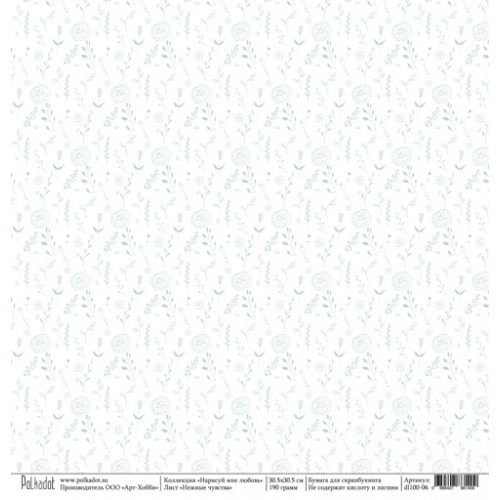 Polkadot
www.polkadot.su
Производитель ООО «Арт-Хобби»
Коллекция «Нарисуй мне любовь»
Лист «Нежные чувства»
30.5х30.5 см
190 грамм
Бумага для скрапбукинга
Не содержит кислоту и лигнин
Артикул:
dl100-06